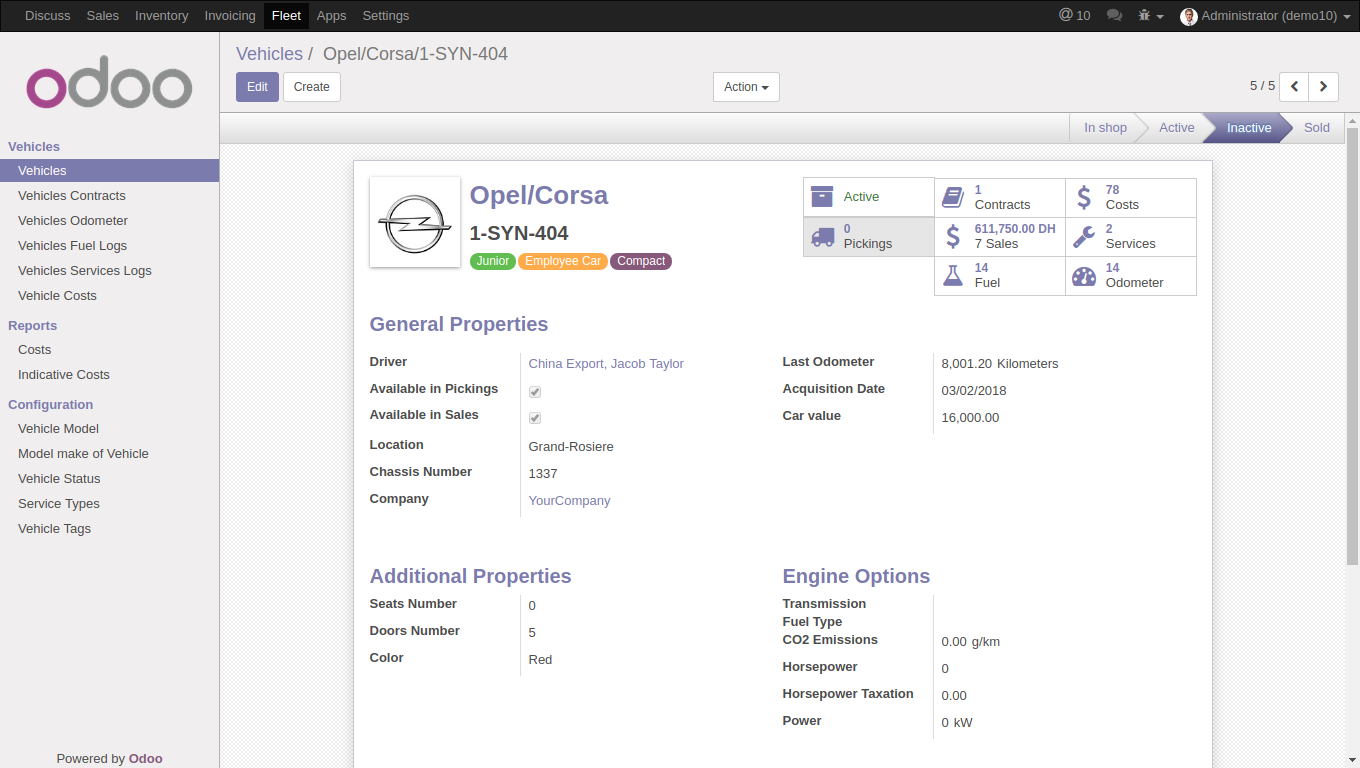 Discuss Sales Inventory Invoicing Fleet Apps Settings @ 10 Administrator (demo10)
odoo
Vehicles / Opel/Corsa/1-SYN-404
Edit Create Action 5 / 5
In shop Active Inactive Sold
Vehicles
Vehicles
Vehicles Contracts
Vehicles Odometer
Vehicles Fuel Logs
Vehicles Services Logs
Vehicle Costs
Reports
Costs
Indicative Costs
Configuration
Vehicle Model
Model make of Vehicle
Vehicle Status
Service Types
Vehicle Tags
Powered by Odoo
Opel/Corsa
1-SYN-404
Junior Employee Car Compact
Active
1
Contracts
78
Costs
0
Pickings
611,750.00 DH
7 Sales
2
Services
14
Fuel
14
Odometer
General Properties
Driver China Export, Jacob Taylor
Available in Pickings
Available in Sales
Location Grand-Rosiere
Chassis Number 1337
Company YourCompany
Last Odometer 8,001.20 Kilometers
Acquisition Date 03/02/2018
Car value 16,000.00
Additional Properties
Seats Number 0
Doors Number 5
Color Red
Engine Options
Transmission
Fuel Type
CO2 Emissions 0.00 g/km
Horsepower 0
Horsepower Taxation 0.00
Power 0 kW